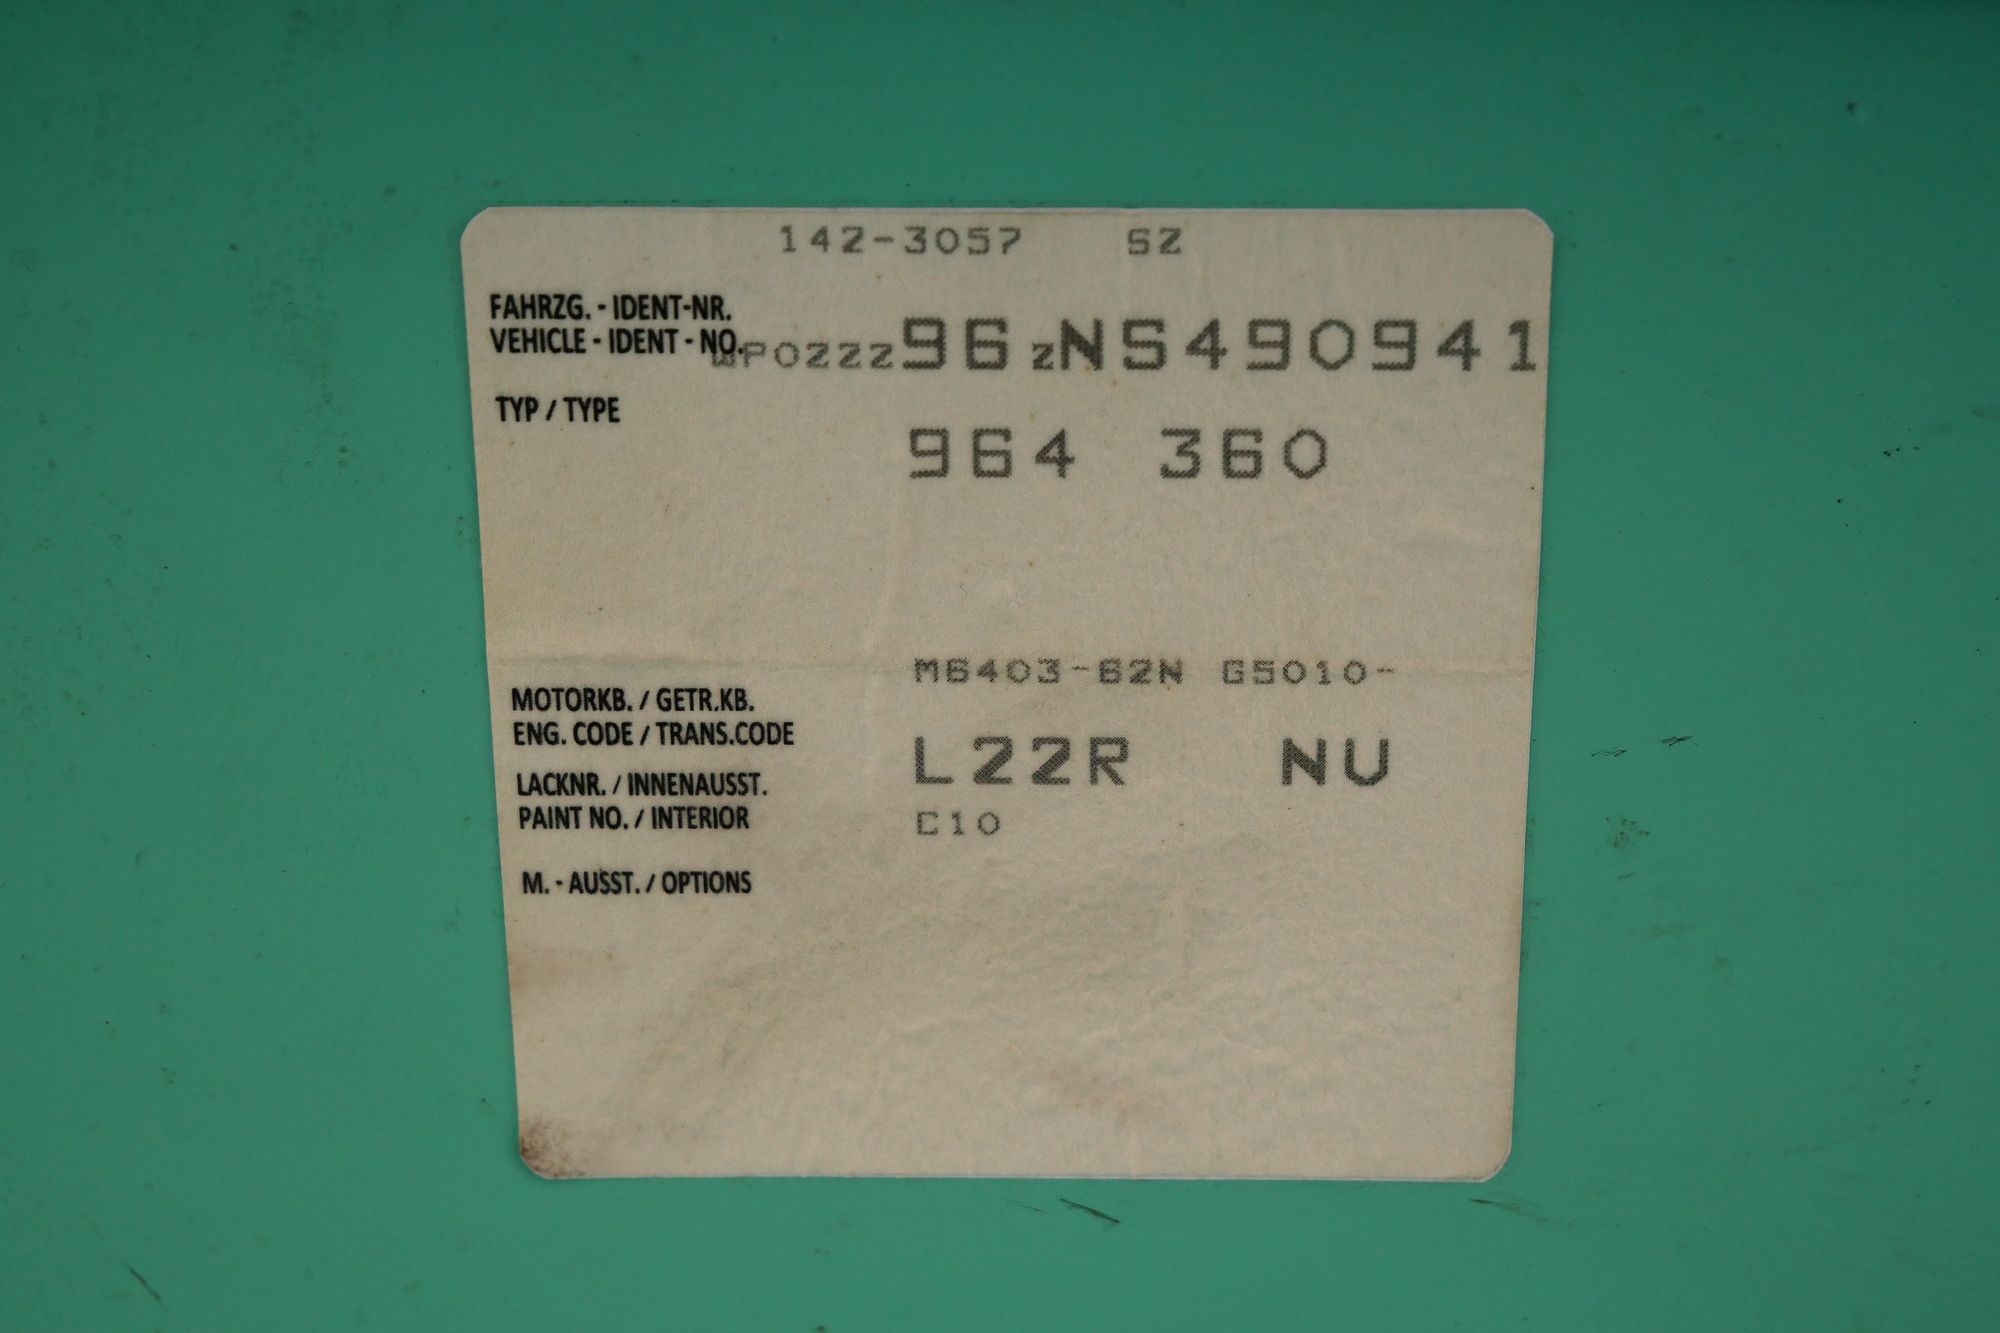 142-3057 SZ
FAHRZG. - IDENT-NR.
VEHICLE - IDENT - NO. WP0ZZZ96ZNS490941
TYP / TYPE
964 360
M6403-62N G5010-
MOTORKB. / GETR.KB.
ENG. CODE / TRANS.CODE
L22R NU
LACKNR. / INNENAUSST.
PAINT NO. / INTERIOR
C10
M. - AUSST. / OPTIONS